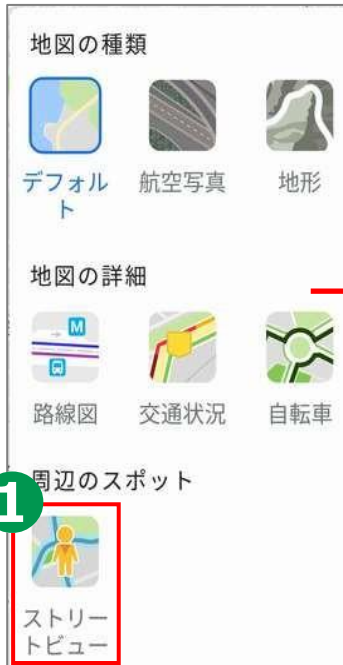 地図の種類
デフォル
ト
航空写真
地形
地図の詳細
M
路線図
交通状況
自転車
周辺のスポット
1
ストリー
トビュー